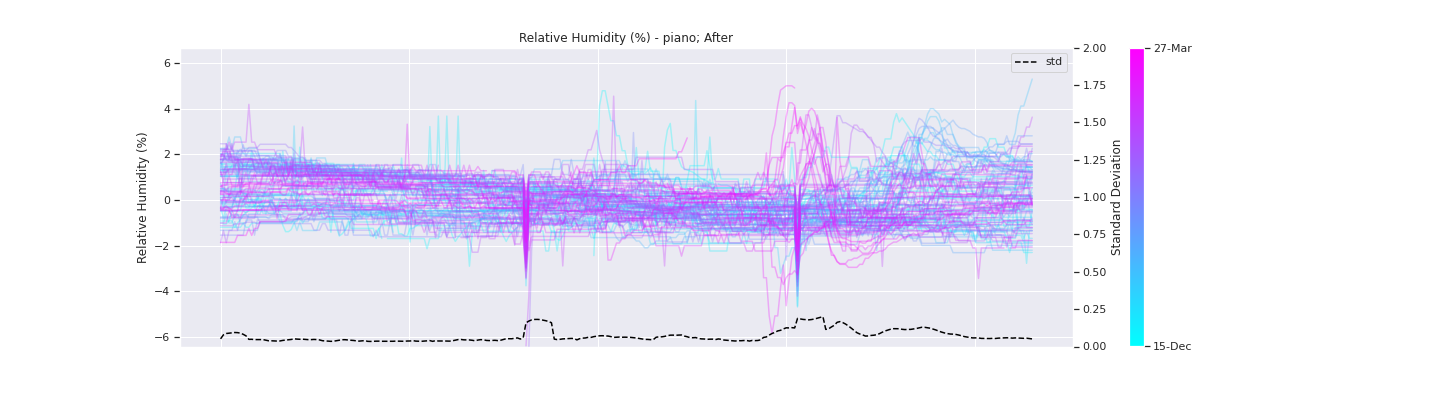 Relative Humidity (%) - piano; After
Relative Humidity (%)
6
4
2
0
−2
−4
−6
std
2.00
1.75
1.50
1.25
1.00
0.75
0.50
0.25
0.00
Standard Deviation
27-Mar
15-Dec